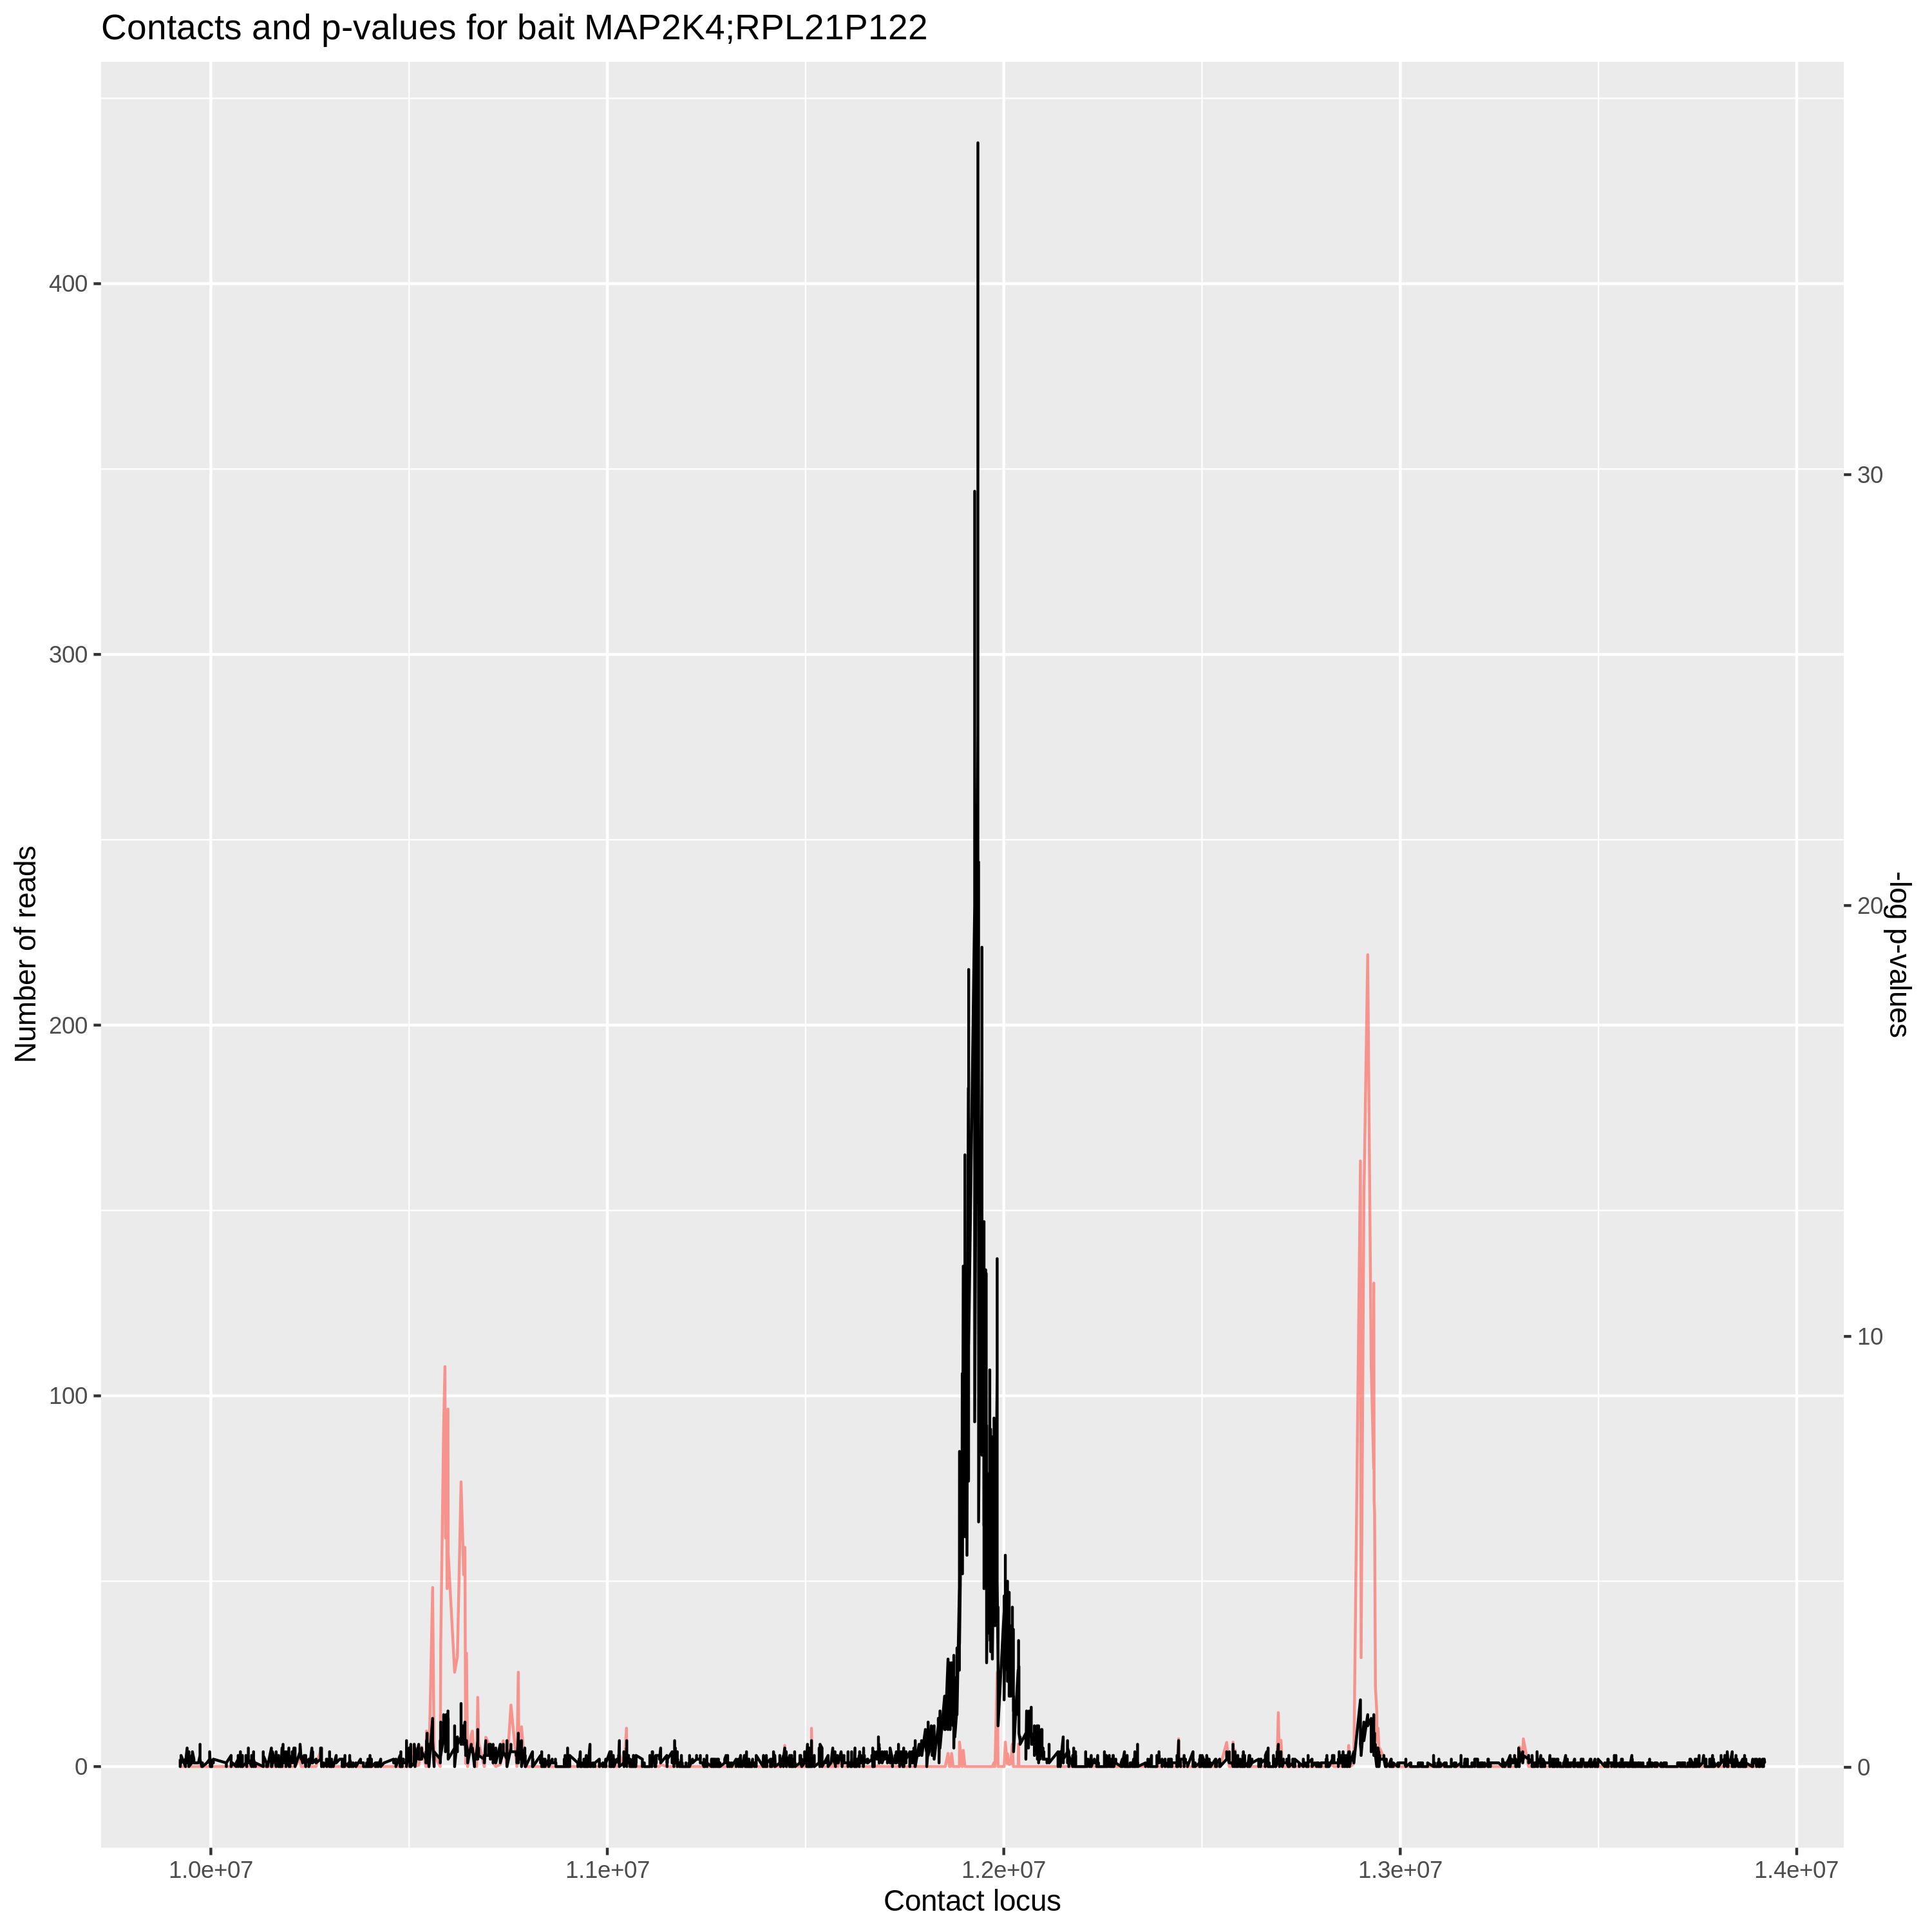 Contacts and p-values for bait MAP2K4;RPL21P122
400
300
200
100
0
Number of reads
30
20
10
0
-log p-values
1.0e+07 1.1e+07 1.2e+07 1.3e+07 1.4e+07
Contact locus